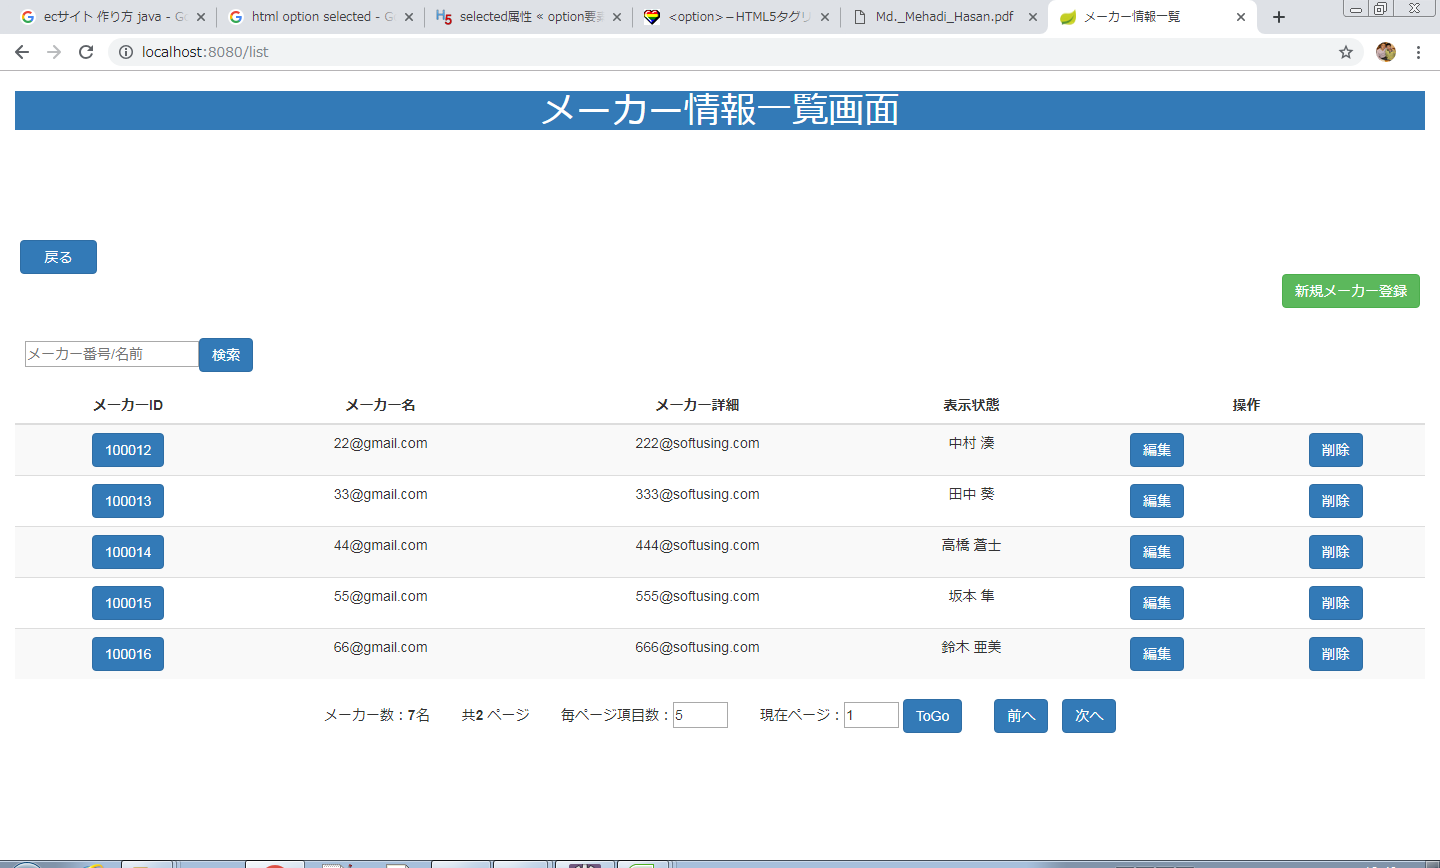 ecサイト 作り方 java - G
html option selected - G
selected属性 « option要
<option>－HTML5タグリ
Md._Mehadi_Hasan.pdf
メーカー情報一覧
localhost:8080/list
メーカー情報一覧画面
戻る
新規メーカー登録
メーカー番号/名前 検索
メーカーID メーカー名 メーカー詳細 表示状態 操作
100012 22@gmail.com 222@softusing.com 中村 湊 編集 削除
100013 33@gmail.com 333@softusing.com 田中 葵 編集 削除
100014 44@gmail.com 444@softusing.com 高橋 蒼士 編集 削除
100015 55@gmail.com 555@softusing.com 坂本 隼 編集 削除
100016 66@gmail.com 666@softusing.com 鈴木 亜美 編集 削除
メーカー数：7名 共2 ページ 毎ページ項目数：5 現在ページ：1 ToGo 前へ 次へ